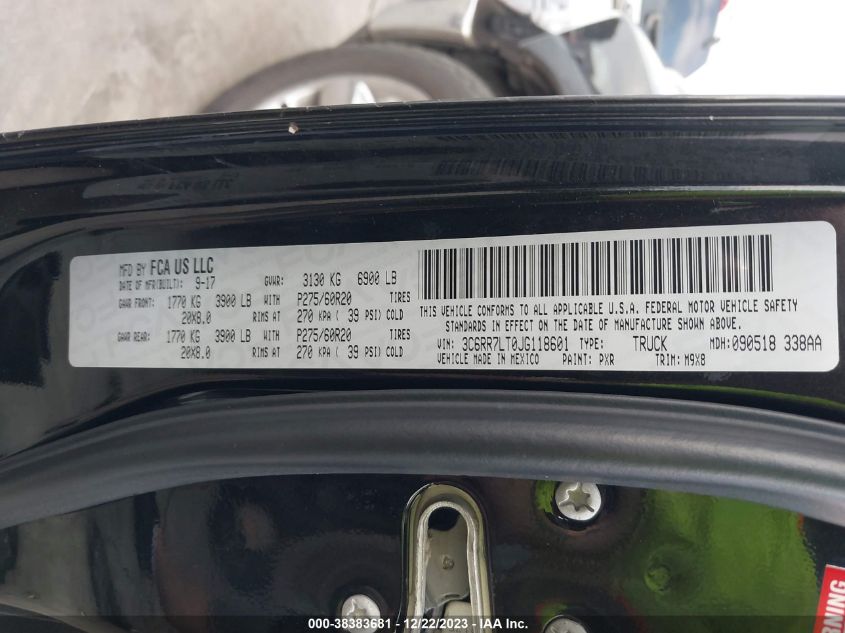 MFD BY FCA US LLC
DATE OF MFR(BUILT): 9-17 GVWR: 3130 KG 6900 LB
GAWR FRONT: 1770 KG 3900 LB WITH P275/60R20 TIRES
20X8.0 RIMS AT 270 KPA ( 39 PSI) COLD
GAWR REAR: 1770 KG 3900 LB WITH P275/60R20 TIRES
20X8.0 RIMS AT 270 KPA ( 39 PSI) COLD
THIS VEHICLE CONFORMS TO ALL APPLICABLE U.S.A. FEDERAL MOTOR VEHICLE SAFETY
STANDARDS IN EFFECT ON THE DATE OF MANUFACTURE SHOWN ABOVE.
VIN: 3C6RR7LT0JG118601 TYPE: TRUCK MDH: 090518 338AA
VEHICLE MADE IN MEXICO PAINT: PXR TRIM: M9X8
WARNING
000-38383681 - 12/22/2023 - IAA Inc.